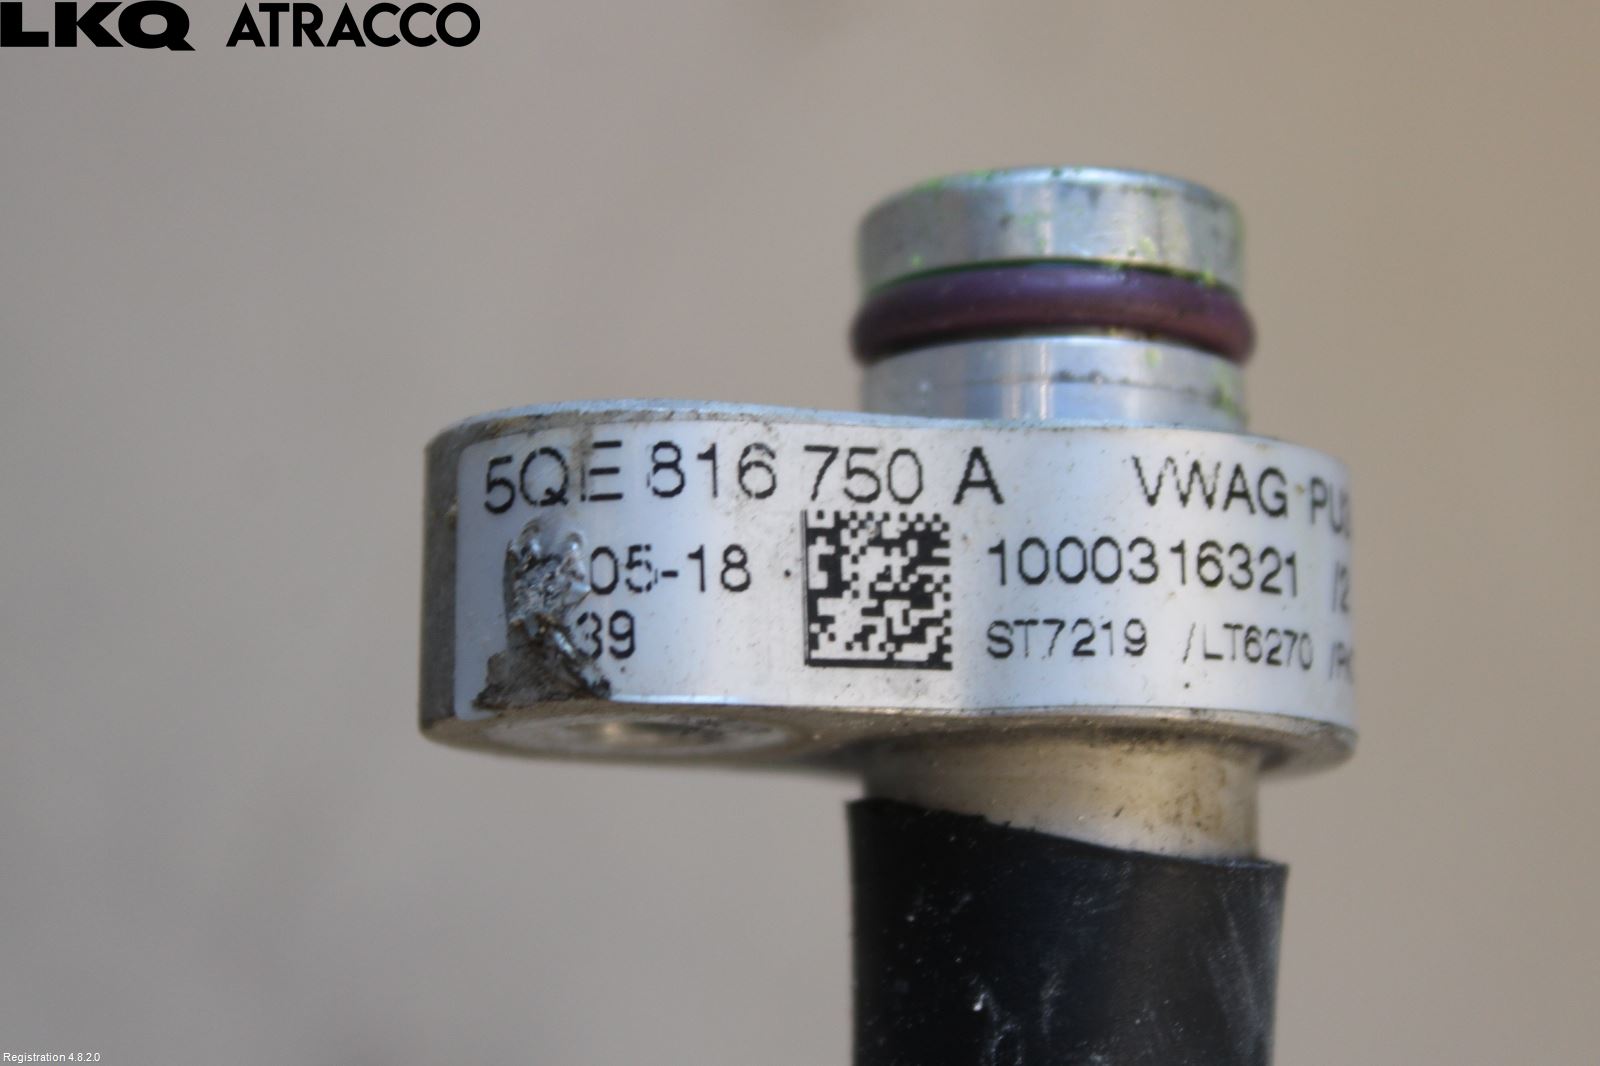 LKQ ATRACCO
5QE 816 750 A VWAG
05-18 1000316321
39 ST7219 /LT6270
Registration 4.8.2.0